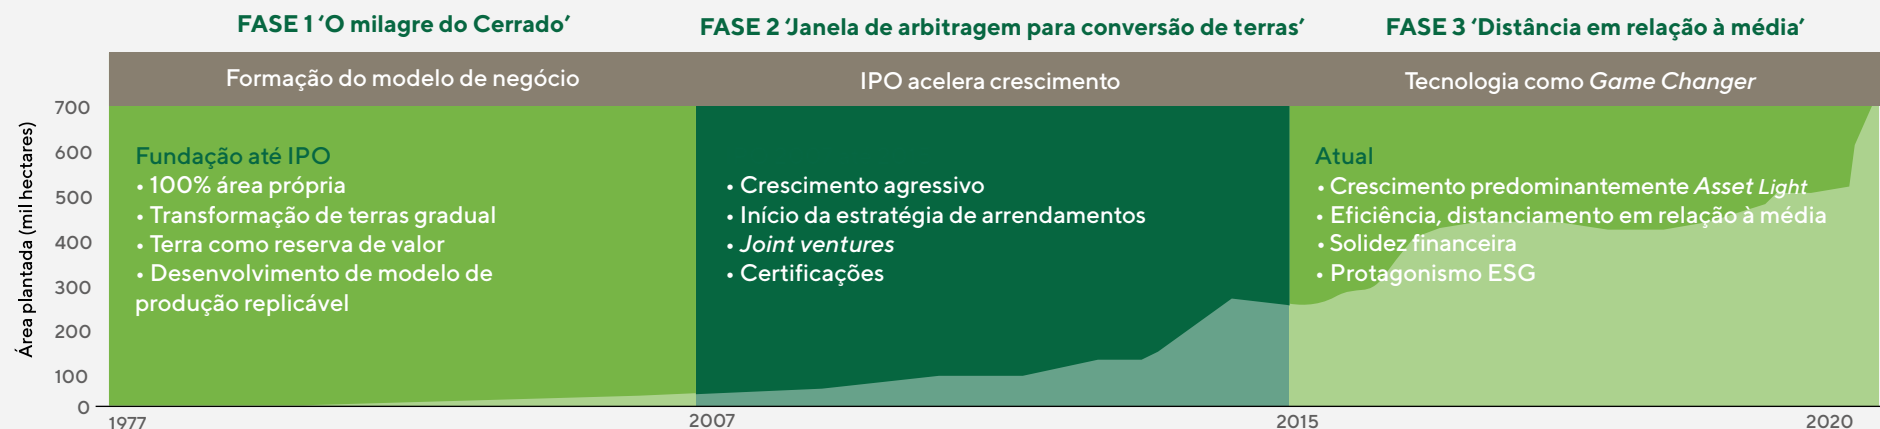 FASE 1 ‘O milagre do Cerrado’
FASE 2 ‘Janela de arbitragem para conversão de terras’
FASE 3 ‘Distância em relação à média’
Formação do modelo de negócio
IPO acelera crescimento
Tecnologia como Game Changer
Área plantada (mil hectares)
700
600
500
400
300
200
100
0
Fundação até IPO
• 100% área própria
• Transformação de terras gradual
• Terra como reserva de valor
• Desenvolvimento de modelo de
produção replicável
• Crescimento agressivo
• Início da estratégia de arrendamentos
• Joint ventures
• Certificações
Atual
• Crescimento predominantemente Asset Light
• Eficiência, distanciamento em relação à média
• Solidez financeira
• Protagonismo ESG
1977
2007
2015
2020